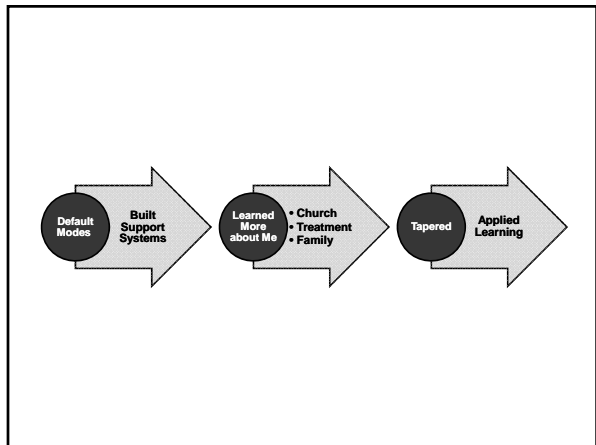 Default
Modes
Built
Support
Systems
Learned
More
about Me
• Church
• Treatment
• Family
Tapered
Applied
Learning